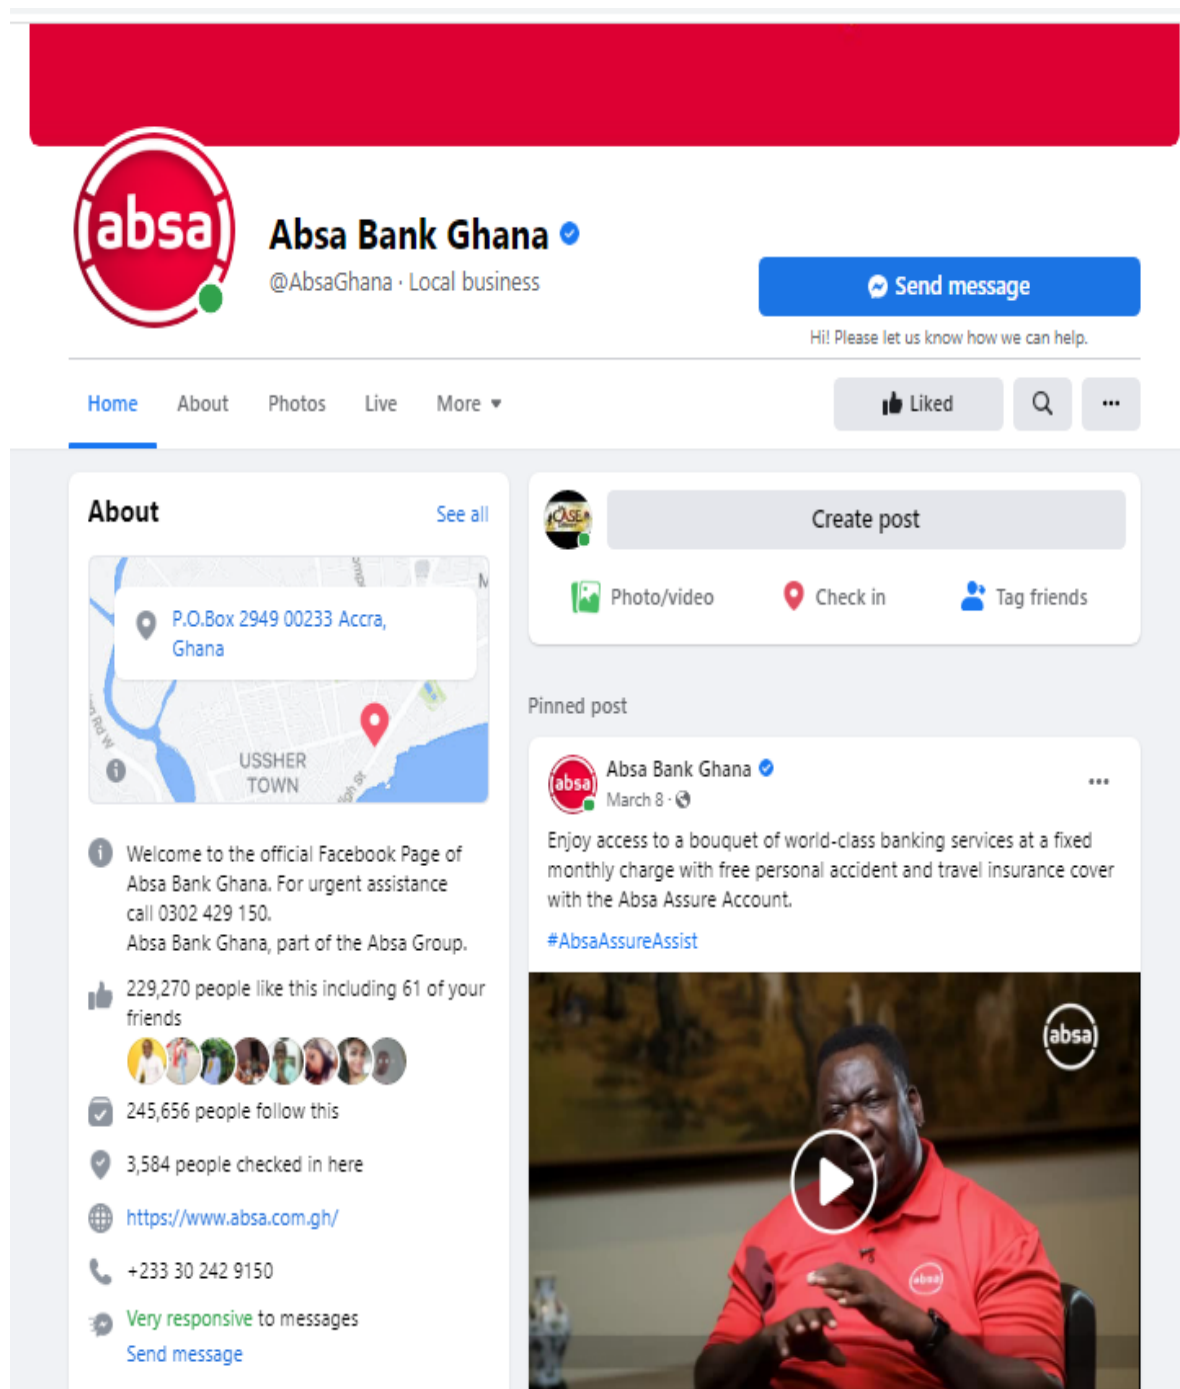 absa
Absa Bank Ghana
@AbsaGhana · Local business
Send message
Hi! Please let us know how we can help.
Home
About
Photos
Live
More
Liked
About
See all
P.O.Box 2949 00233 Accra,
Ghana
USSHER
TOWN
Welcome to the official Facebook Page of
Absa Bank Ghana. For urgent assistance
call 0302 429 150.
Absa Bank Ghana, part of the Absa Group.
229,270 people like this including 61 of your
friends
245,656 people follow this
3,584 people checked in here
https://www.absa.com.gh/
+233 30 242 9150
Very responsive to messages
Send message
CASE
Create post
Photo/video
Check in
Tag friends
Pinned post
absa
Absa Bank Ghana
March 8 ·
Enjoy access to a bouquet of world-class banking services at a fixed
monthly charge with free personal accident and travel insurance cover
with the Absa Assure Account.
#AbsaAssureAssist
absa
absa